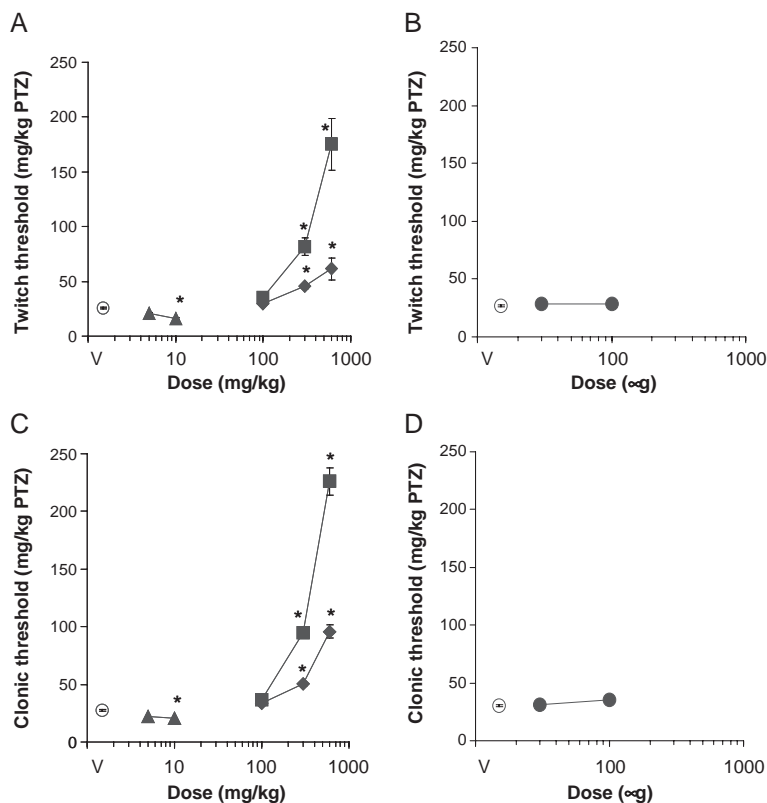 A
Twitch threshold (mg/kg PTZ)
250
200
150
100
50
0
*
*
*
*
*
V
10
100
1000
Dose (mg/kg)
B
Twitch threshold (mg/kg PTZ)
250
200
150
100
50
0
V
100
1000
Dose (∝g)
C
Clonic threshold (mg/kg PTZ)
250
200
150
100
50
0
*
*
*
*
*
V
10
100
1000
Dose (mg/kg)
D
Clonic threshold (mg/kg PTZ)
250
200
150
100
50
0
V
100
1000
Dose (∝g)